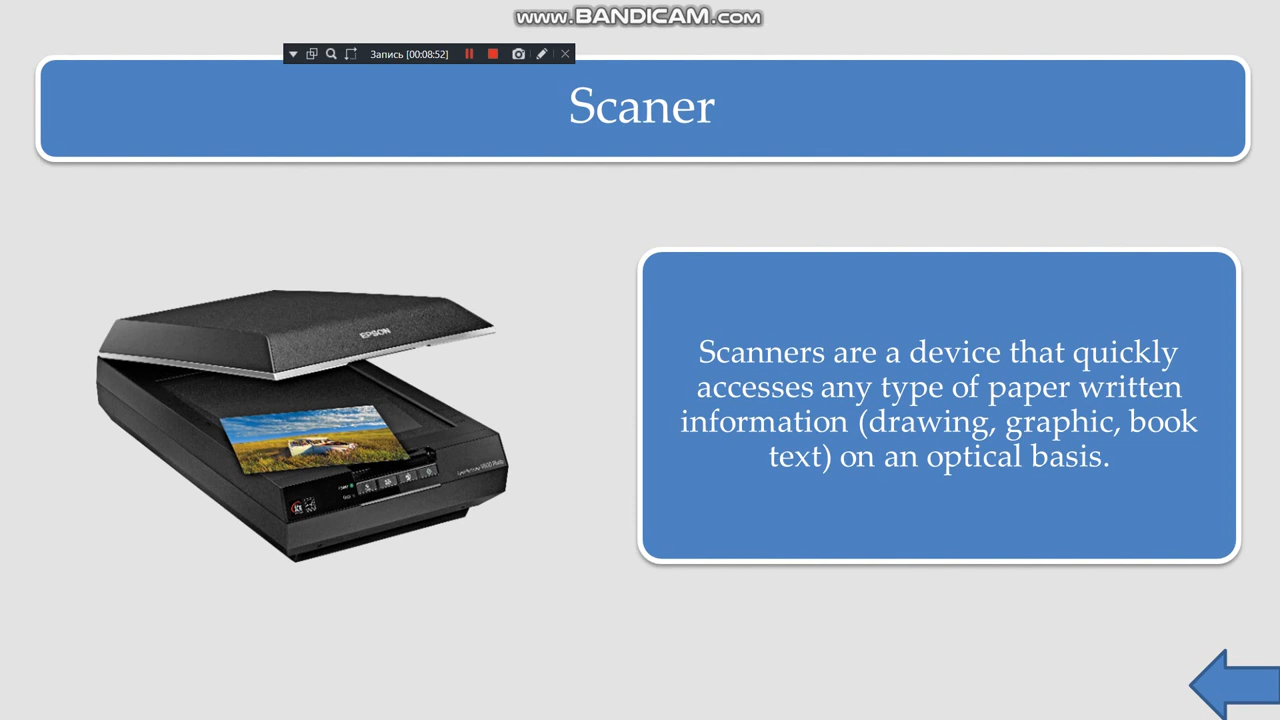 www.BANDICAM.com
Запись [00:08:52]
Scaner
EPSON
Scanners are a device that quickly
accesses any type of paper written
information (drawing, graphic, book
text) on an optical basis.